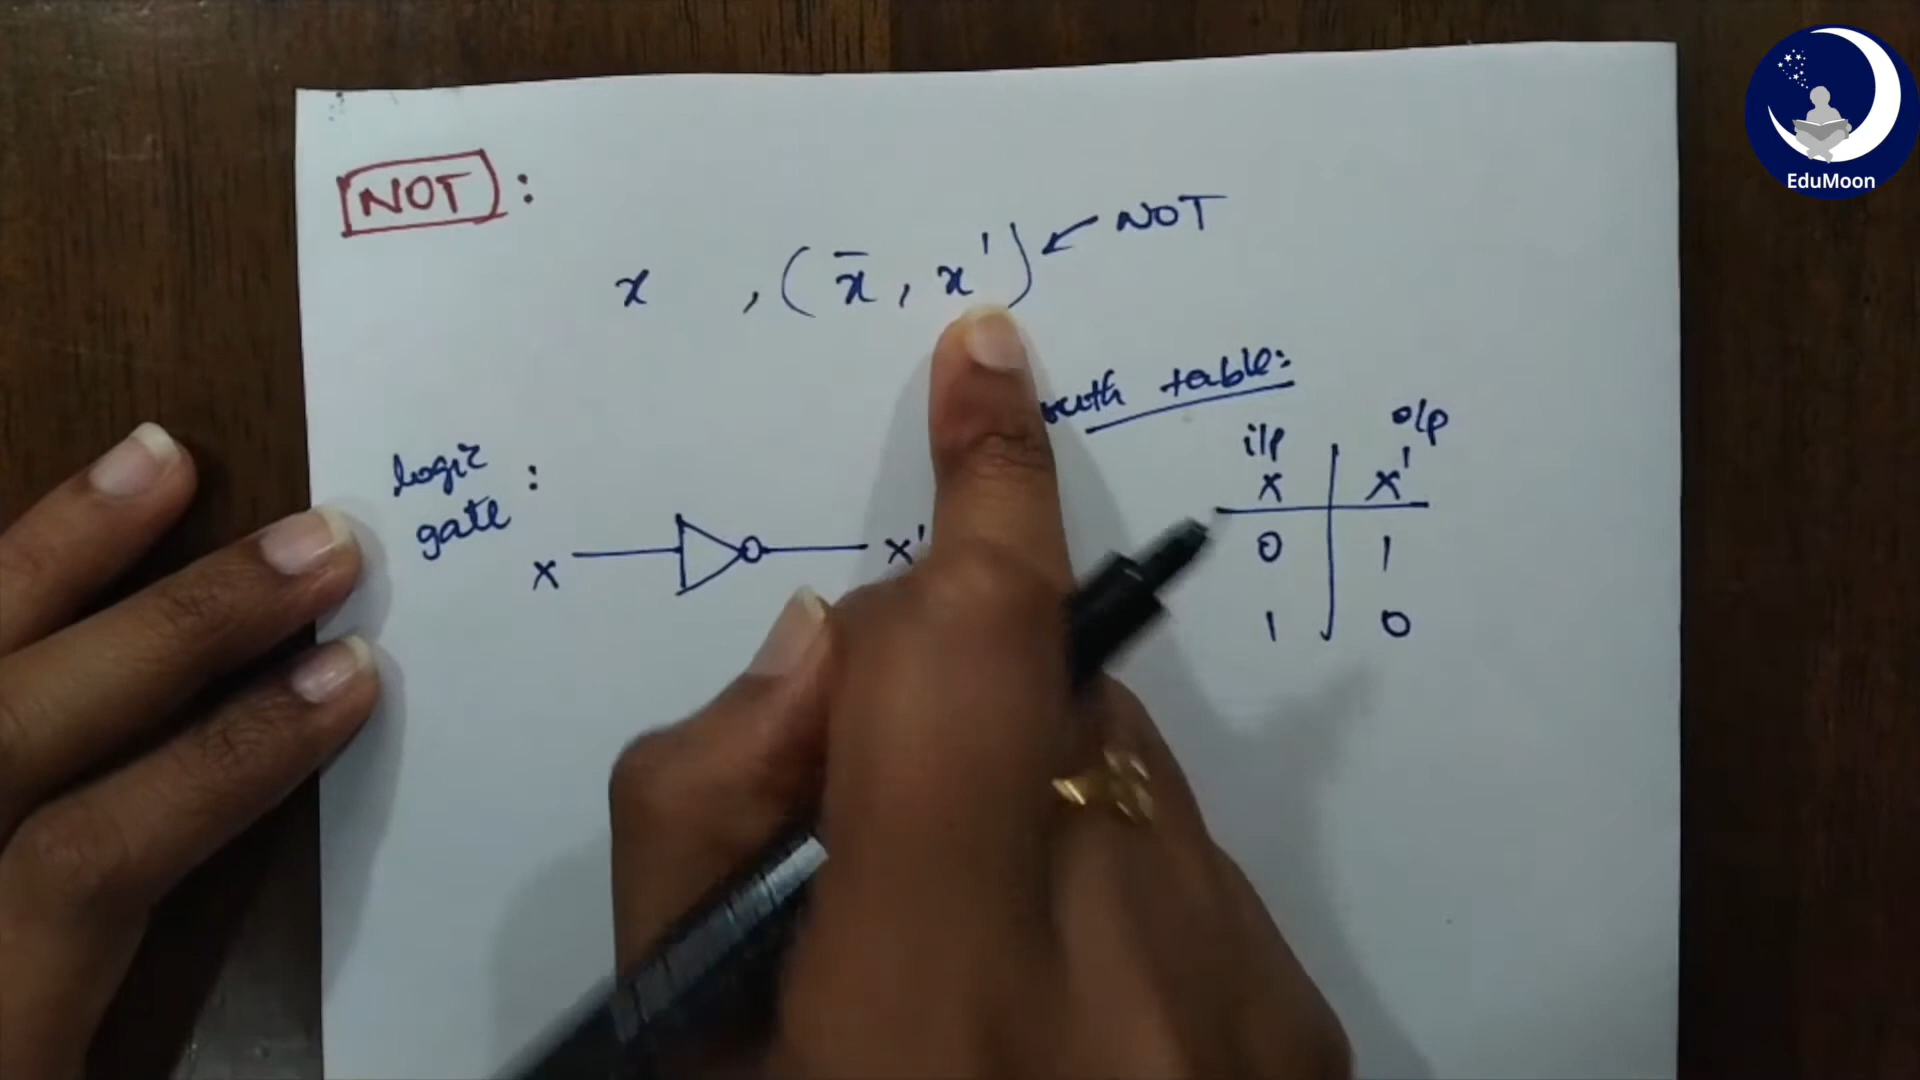 NOT :
NOT
x , ( x̄ , x' )
table:
logic gate :
x x'
i/p o/p
x x'
0 1
1 0
EduMoon